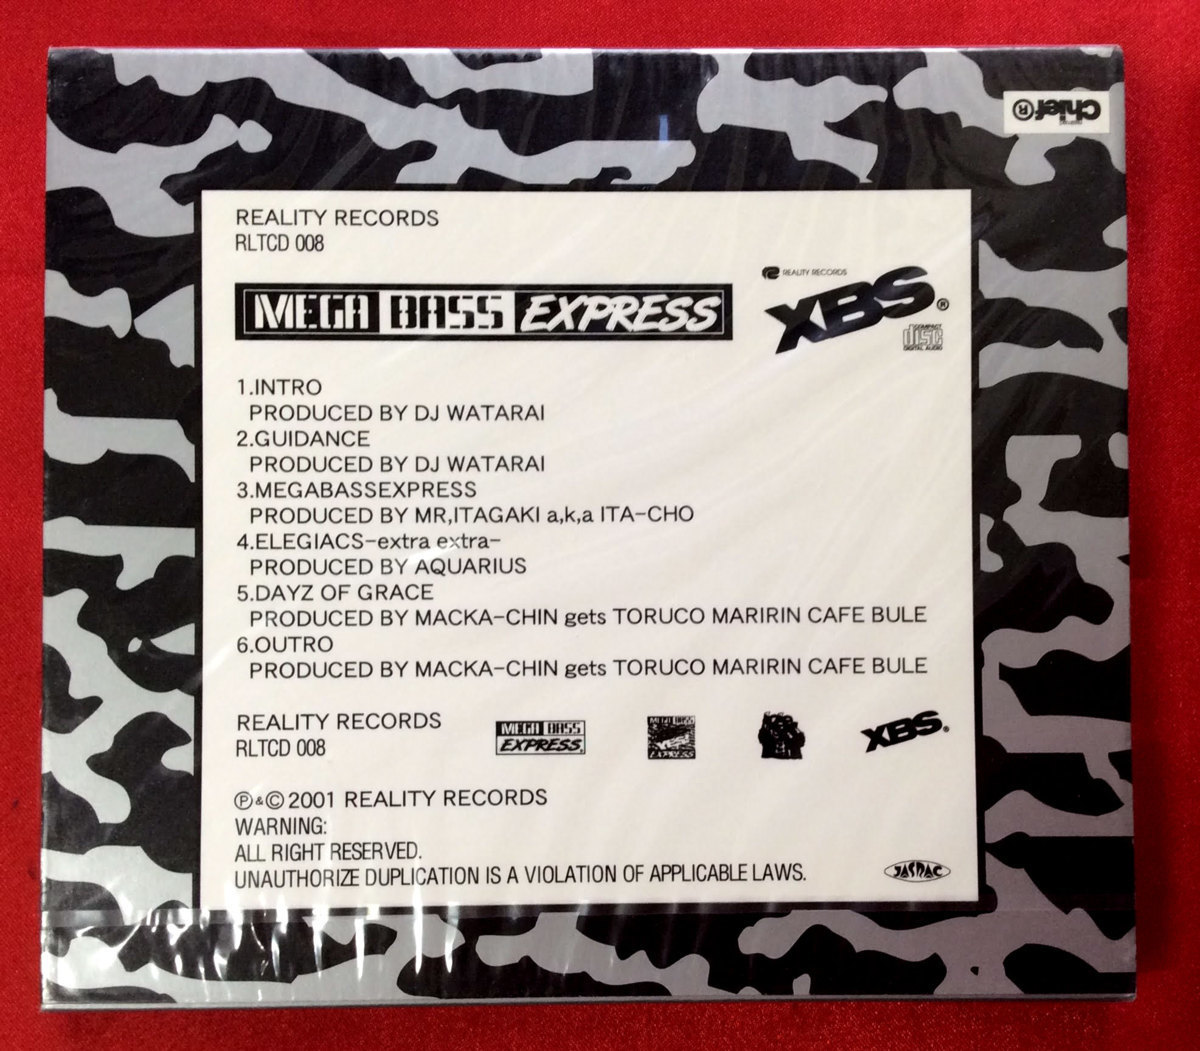 Chief®
REALITY RECORDS
RLTCD 008
MEGA BASS EXPRESS
REALITY RECORDS
XBS®
COMPACT
disc
DIGITAL AUDIO
1.INTRO
PRODUCED BY DJ WATARAI
2.GUIDANCE
PRODUCED BY DJ WATARAI
3.MEGABASSEXPRESS
PRODUCED BY MR,ITAGAKI a,k,a ITA-CHO
4.ELEGIACS-extra extra-
PRODUCED BY AQUARIUS
5.DAYZ OF GRACE
PRODUCED BY MACKA-CHIN gets TORUCO MARIRIN CAFE BULE
6.OUTRO
PRODUCED BY MACKA-CHIN gets TORUCO MARIRIN CAFE BULE
REALITY RECORDS
RLTCD 008
MEGA BASS
EXPRESS
MEGA BASS
EXPRESS
XBS®
Ⓟ&© 2001 REALITY RECORDS
WARNING:
ALL RIGHT RESERVED.
UNAUTHORIZE DUPLICATION IS A VIOLATION OF APPLICABLE LAWS.
JASRAC